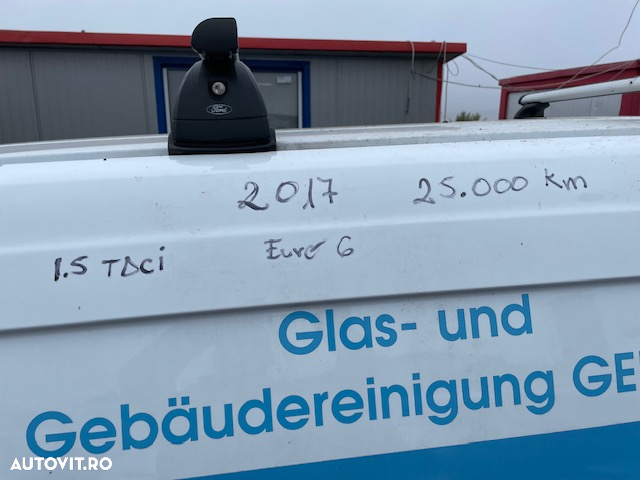 Ford
2017 25.000 km
1.5 TDCi Euro 6
Glas- und
Gebäudereinigung GE
AUTOVIT.RO